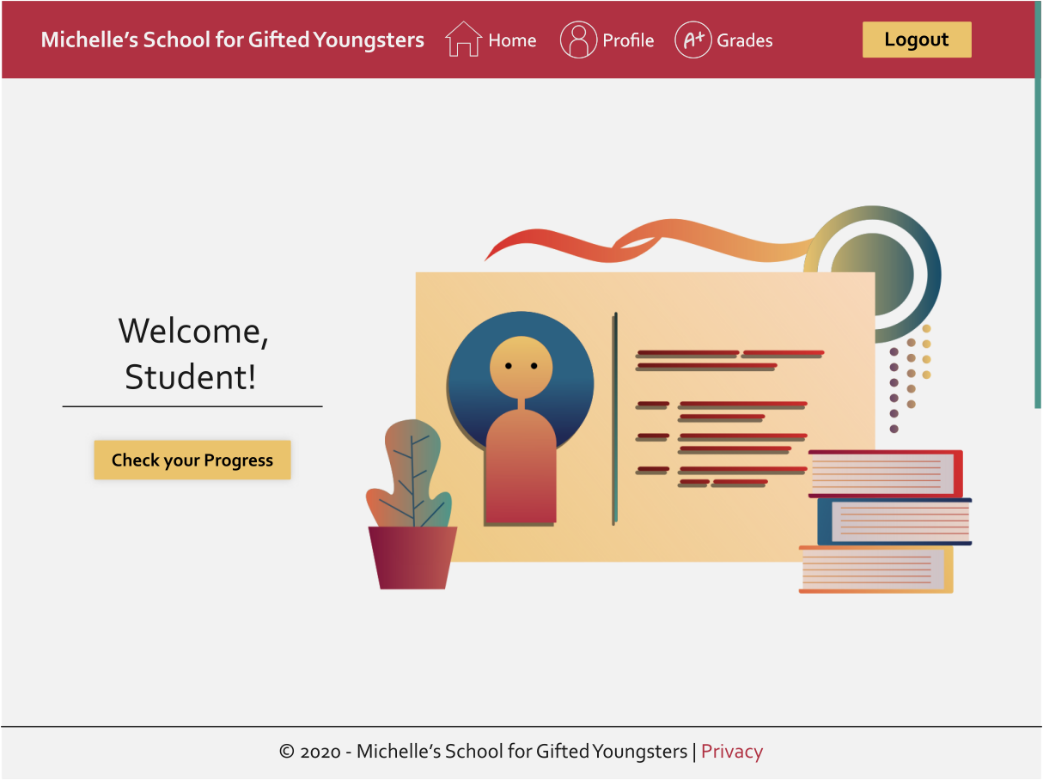 Michelle’s School for Gifted Youngsters Home Profile A+ Grades Logout
Welcome,
Student!
Check your Progress
© 2020 - Michelle’s School for Gifted Youngsters | Privacy